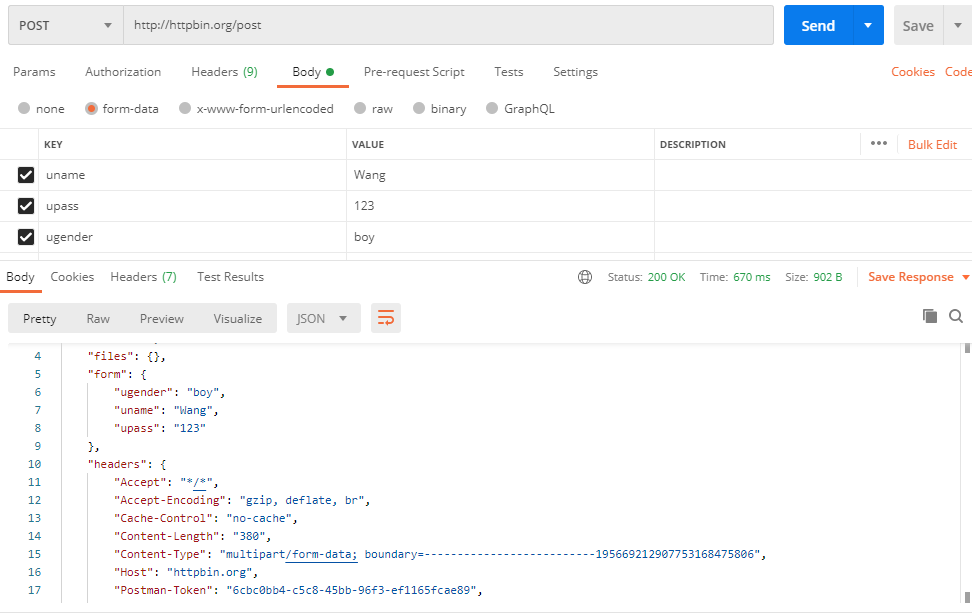 POST http://httpbin.org/post Send Save
Params Authorization Headers (9) Body Pre-request Script Tests Settings Cookies Code
none form-data x-www-form-urlencoded raw binary GraphQL
KEY VALUE DESCRIPTION ••• Bulk Edit
uname Wang
upass 123
ugender boy
Body Cookies Headers (7) Test Results Status: 200 OK Time: 670 ms Size: 902 B Save Response
Pretty Raw Preview Visualize JSON
4 "files": {},
5 "form": {
6 "ugender": "boy",
7 "uname": "Wang",
8 "upass": "123"
9 },
10 "headers": {
11 "Accept": "*/*",
12 "Accept-Encoding": "gzip, deflate, br",
13 "Cache-Control": "no-cache",
14 "Content-Length": "380",
15 "Content-Type": "multipart/form-data; boundary=--------------------------195669212907753168475806",
16 "Host": "httpbin.org",
17 "Postman-Token": "6cbc0bb4-c5c8-45bb-96f3-ef1165fcae89",